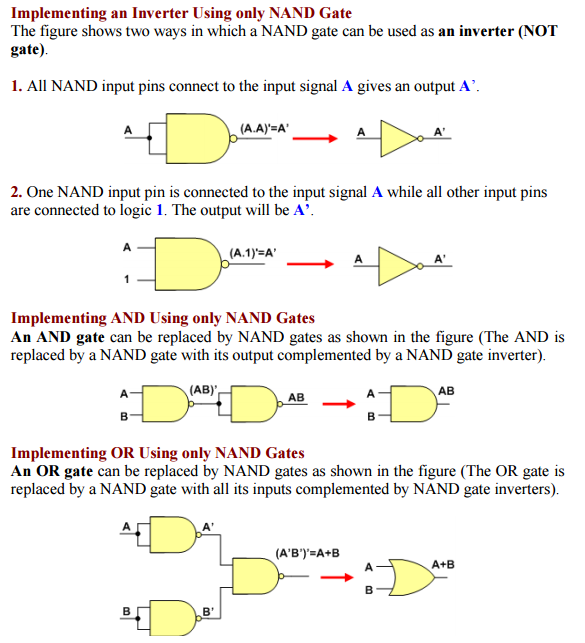 Implementing an Inverter Using only NAND Gate
The figure shows two ways in which a NAND gate can be used as an inverter (NOT
gate).
1. All NAND input pins connect to the input signal A gives an output A’.
A
(A.A)'=A'
A
A'
2. One NAND input pin is connected to the input signal A while all other input pins
are connected to logic 1. The output will be A’.
A
1
(A.1)'=A'
A
A'
Implementing AND Using only NAND Gates
An AND gate can be replaced by NAND gates as shown in the figure (The AND is
replaced by a NAND gate with its output complemented by a NAND gate inverter).
A
B
(AB)'
AB
A
B
AB
Implementing OR Using only NAND Gates
An OR gate can be replaced by NAND gates as shown in the figure (The OR gate is
replaced by a NAND gate with all its inputs complemented by NAND gate inverters).
A
A'
(A'B')'=A+B
A
B
A+B
B
B'